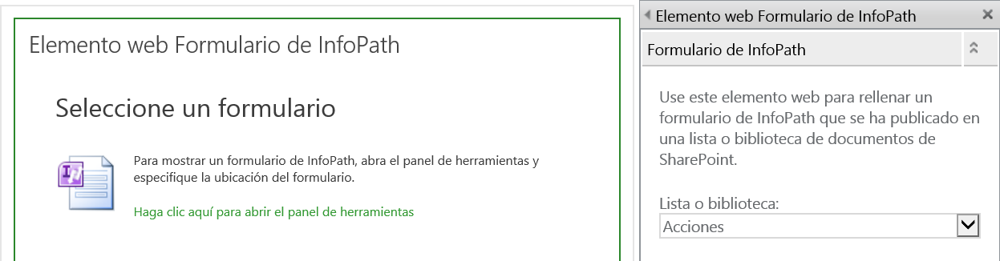 Elemento web Formulario de InfoPath
Seleccione un formulario
Para mostrar un formulario de InfoPath, abra el panel de herramientas y
especifique la ubicación del formulario.
Haga clic aquí para abrir el panel de herramientas
Elemento web Formulario de InfoPath
Formulario de InfoPath
Use este elemento web para rellenar un
formulario de InfoPath que se ha publicado en
una lista o biblioteca de documentos de
SharePoint.
Lista o biblioteca:
Acciones